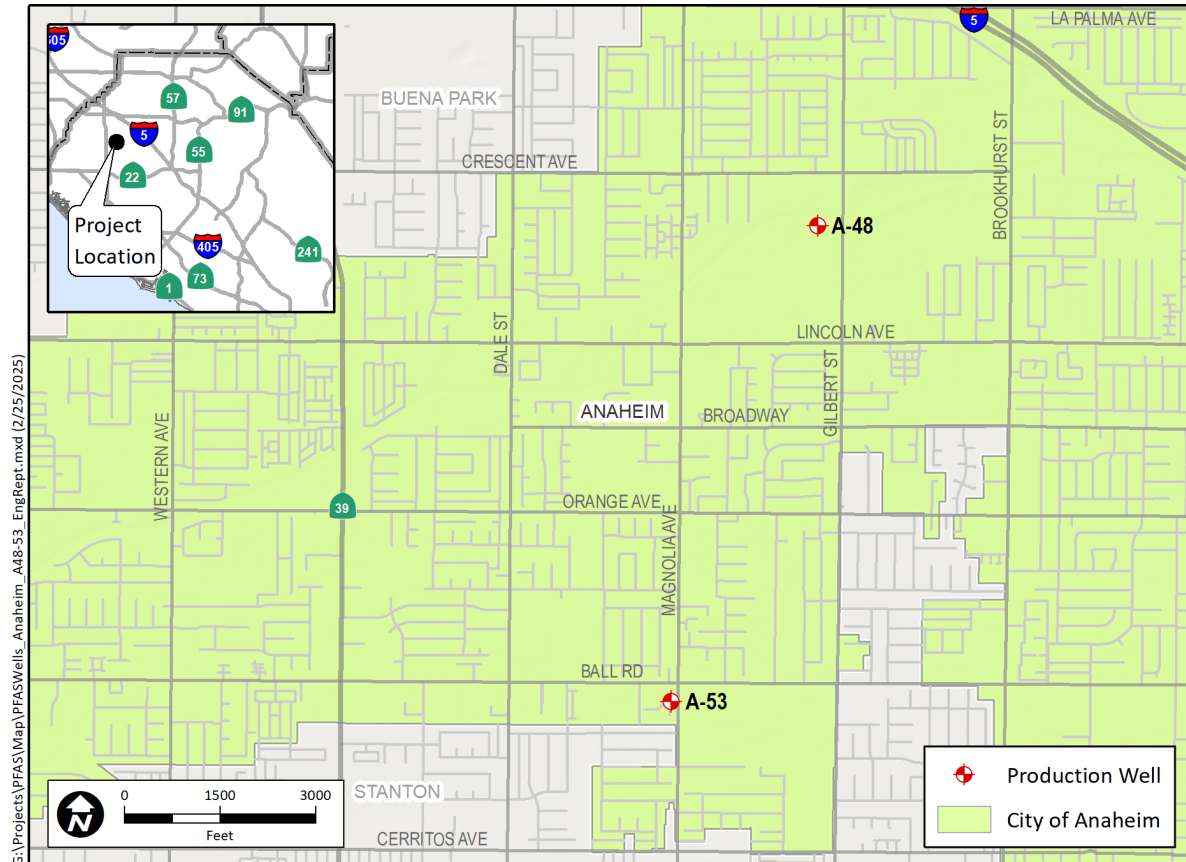 605
57
91
5
55
22
Project
Location
405
241
73
1
5
LA PALMA AVE
BUENA PARK
CRESCENT AVE
BROOKHURST ST
A-48
LINCOLN AVE
DALE ST
GILBERT ST
ANAHEIM
BROADWAY
WESTERN AVE
39
ORANGE AVE
MAGNOLIA AVE
BALL RD
A-53
STANTON
CERRITOS AVE
N
0 1500 3000
Feet
Production Well
City of Anaheim
G:\Projects\PFAS\Map\PFASWells_Anaheim_A48-53_EngRept.mxd (2/25/2025)